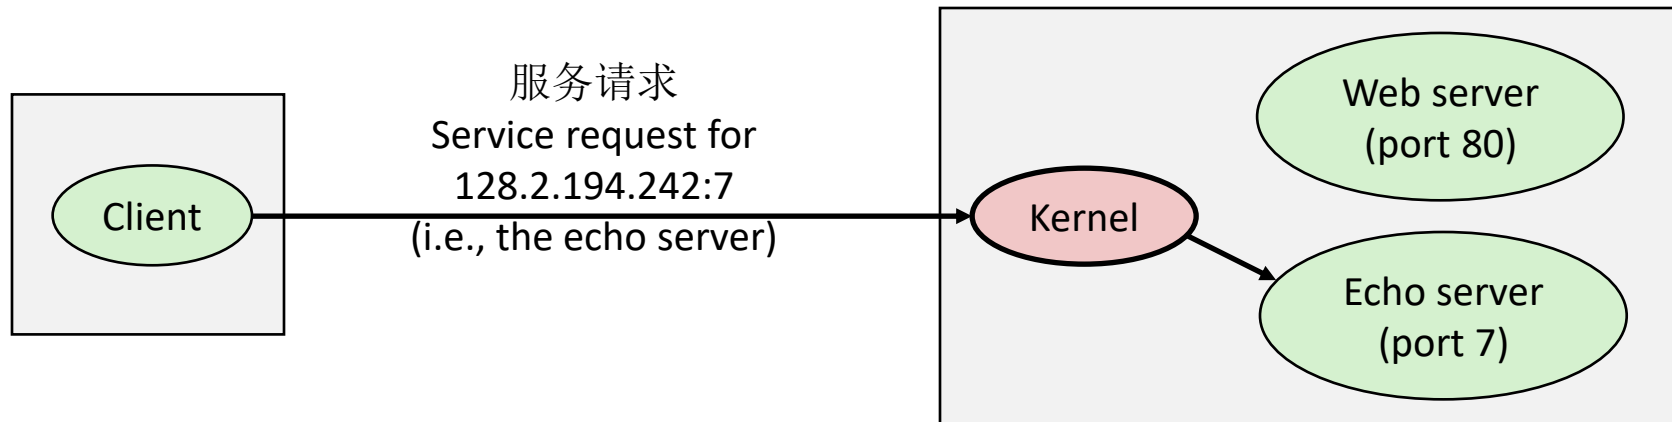 服务请求
Service request for
128.2.194.242:7
(i.e., the echo server)
Client
Kernel
Web server
(port 80)
Echo server
(port 7)